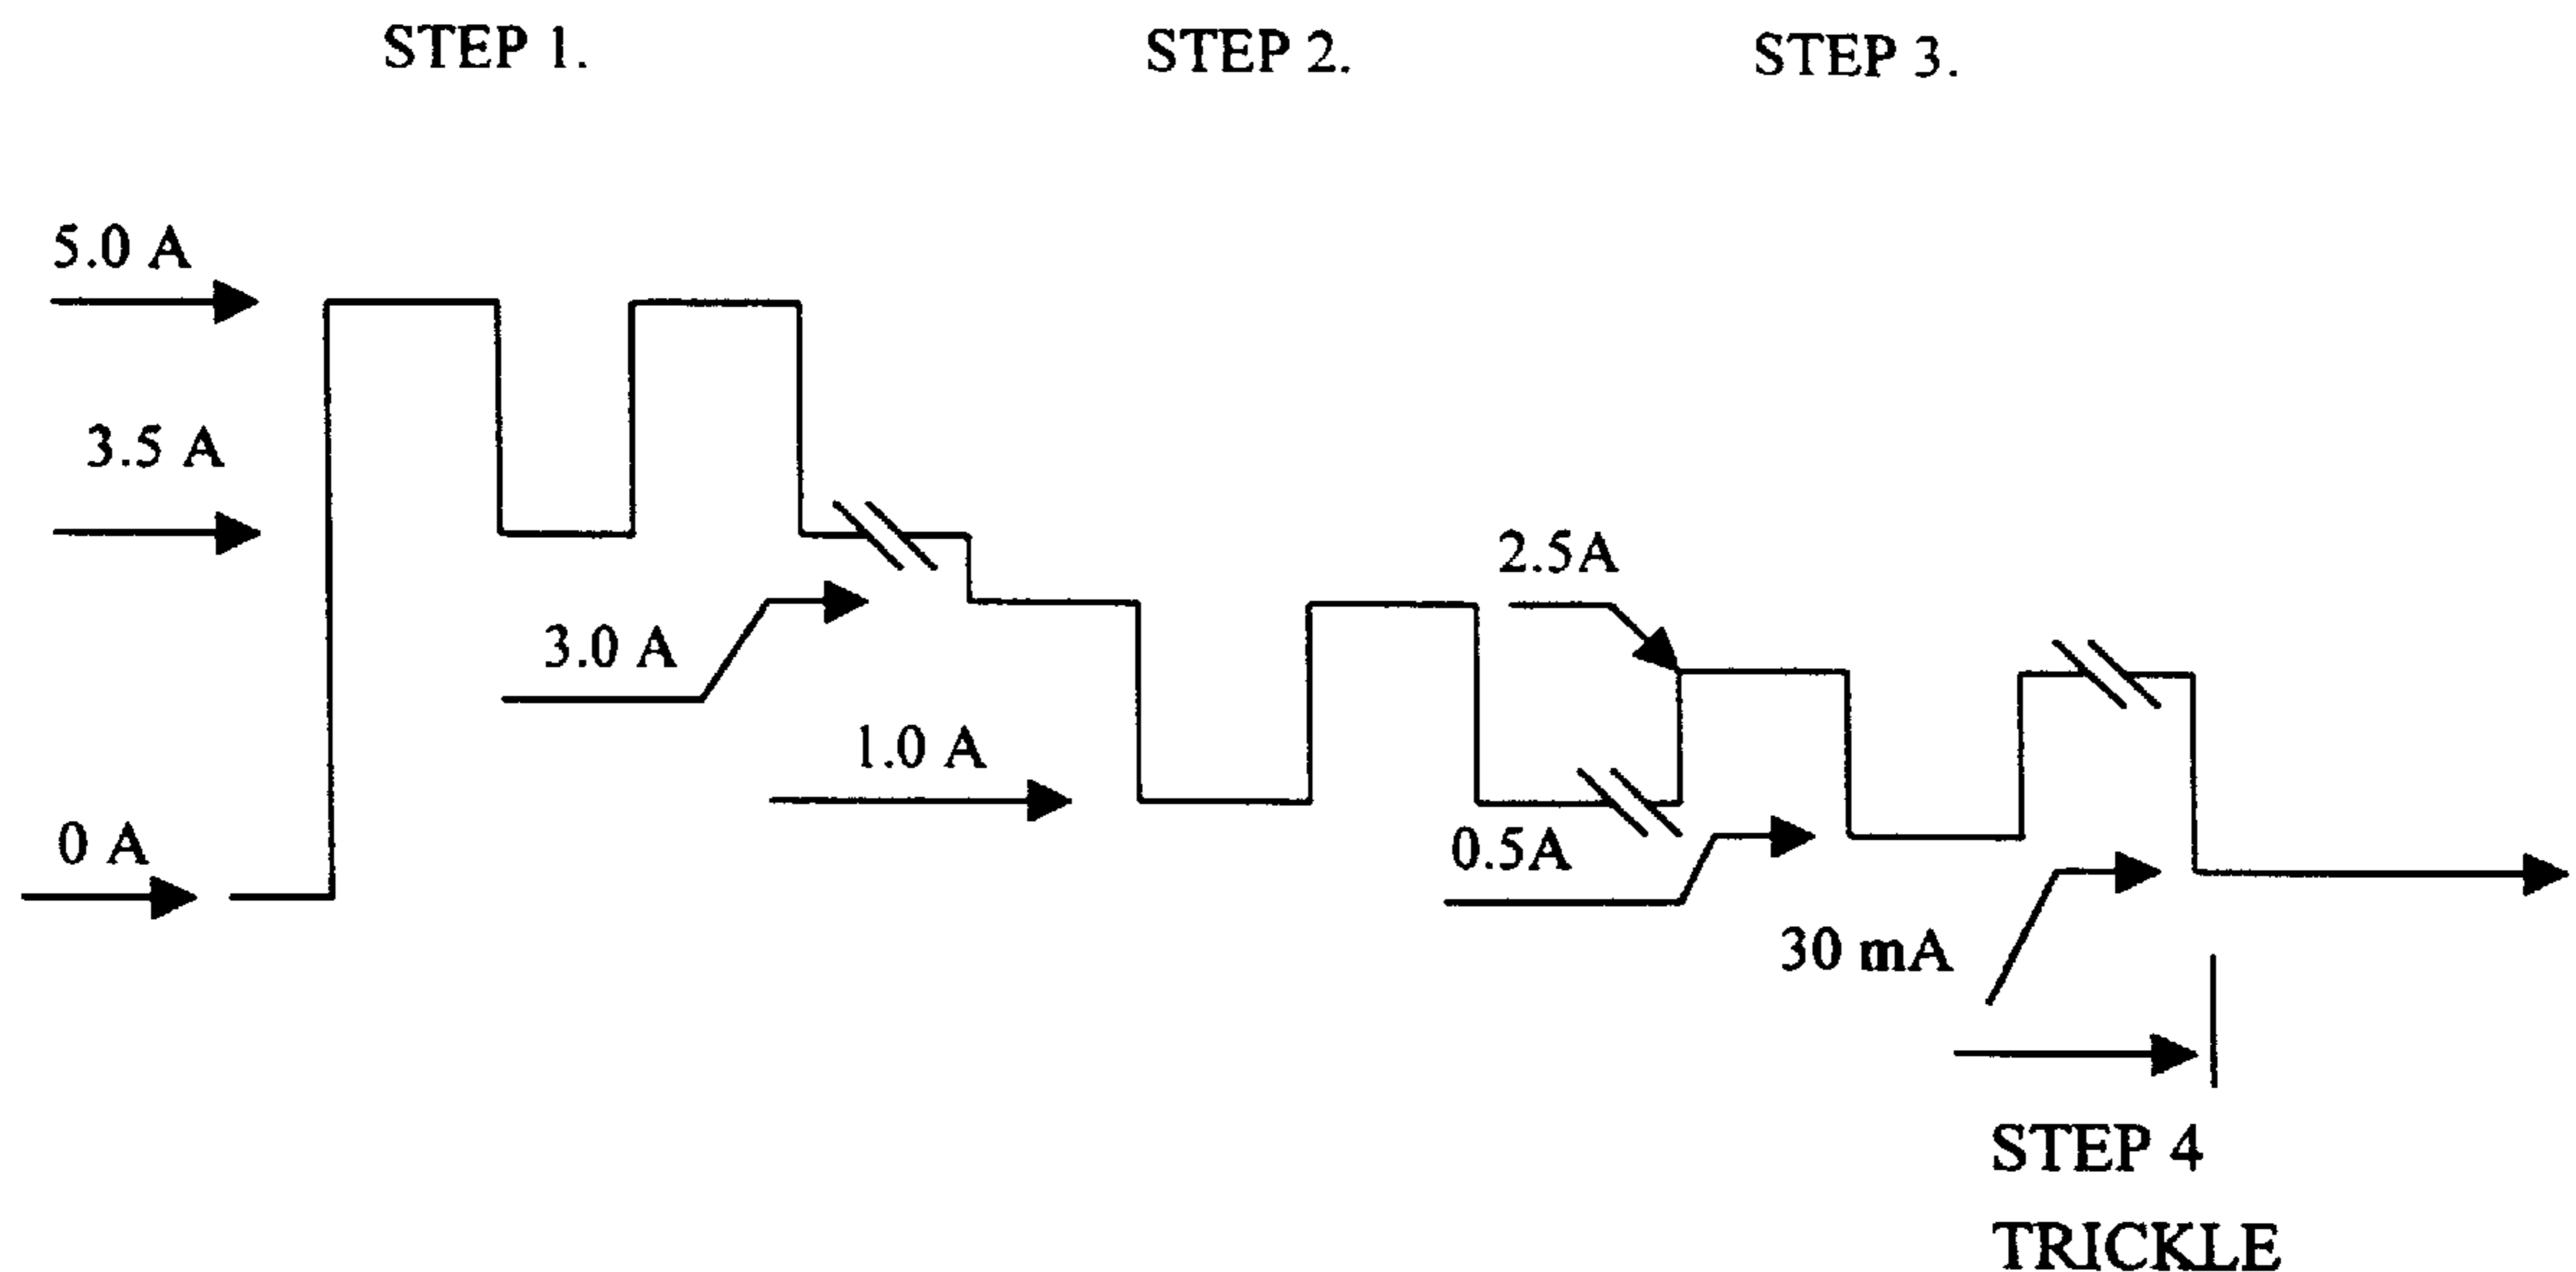 STEP 1.
STEP 2.
STEP 3.
5.0 A
3.5 A
2.5A
3.0 A
1.0 A
0 A
0.5A
30 mA
STEP 4
TRICKLE